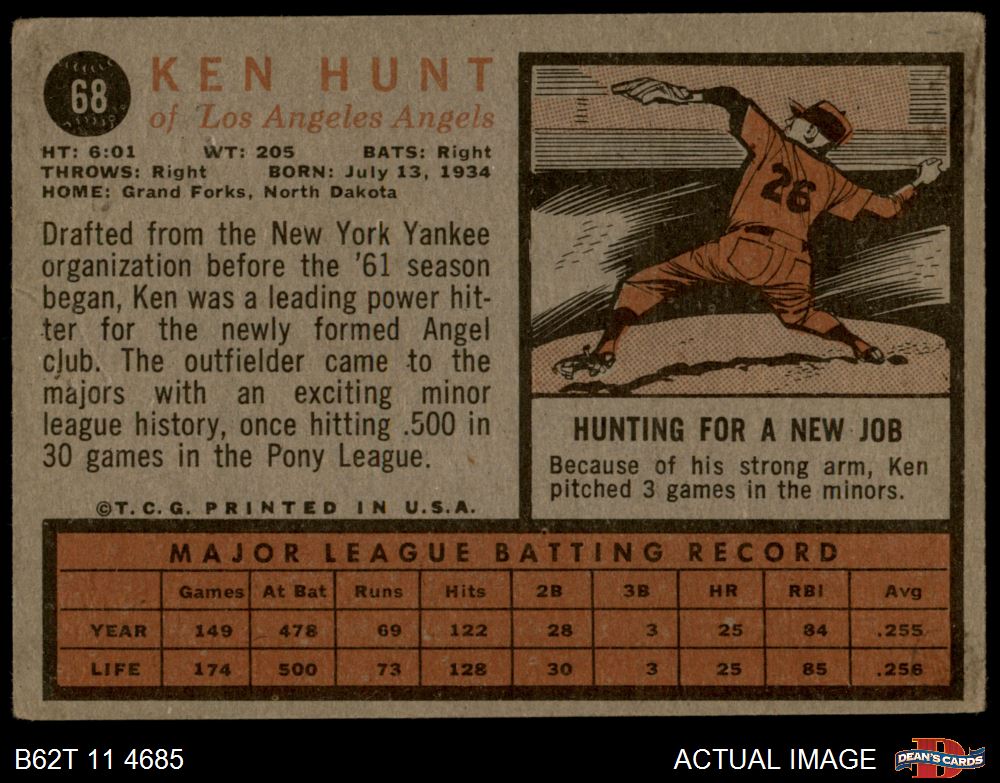 68
KEN HUNT
of Los Angeles Angels
HT: 6:01 WT: 205 BATS: Right
THROWS: Right BORN: July 13, 1934
HOME: Grand Forks, North Dakota
Drafted from the New York Yankee
organization before the '61 season
began, Ken was a leading power hit-
ter for the newly formed Angel
club. The outfielder came to the
majors with an exciting minor
league history, once hitting .500 in
30 games in the Pony League.
©T.C.G. PRINTED IN U.S.A.
26
HUNTING FOR A NEW JOB
Because of his strong arm, Ken
pitched 3 games in the minors.
MAJOR LEAGUE BATTING RECORD
Games At Bat Runs Hits 2B 3B HR RBI Avg
YEAR 149 478 69 122 28 3 25 84 .255
LIFE 174 500 73 128 30 3 25 85 .256
B62T 11 4685
ACTUAL IMAGE
D
DEAN'S CARDS